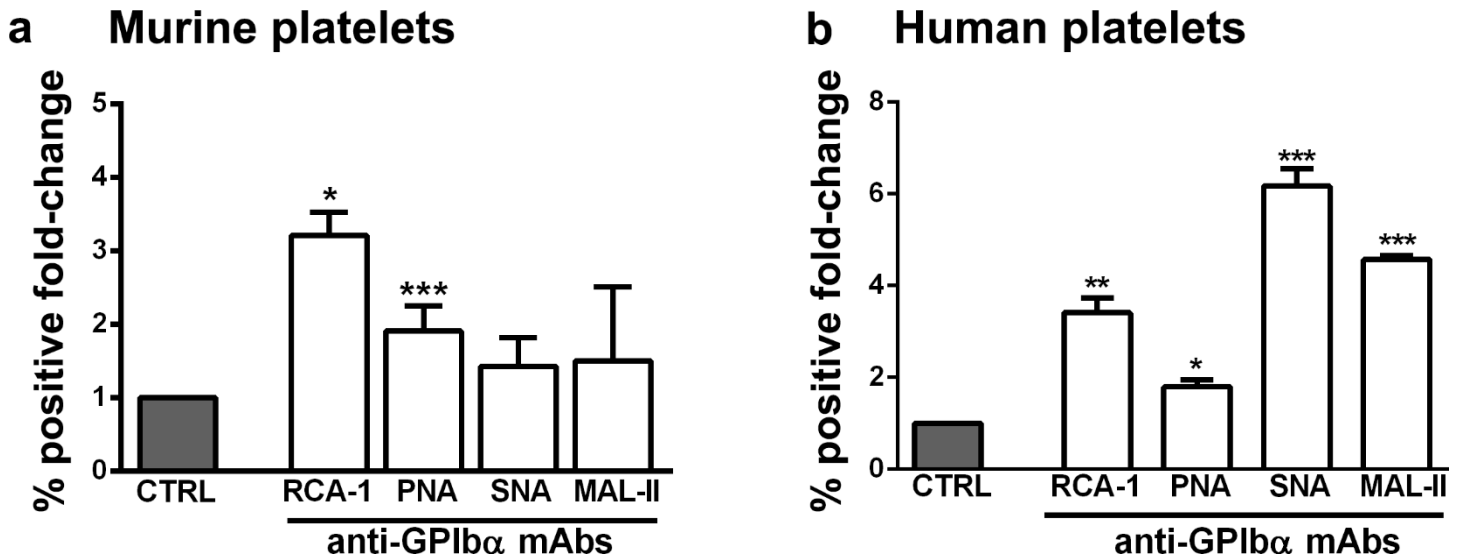 a Murine platelets
% positive fold-change
5
4
3
2
1
0
*
***
CTRL RCA-1 PNA SNA MAL-II
anti-GPIbα mAbs
b Human platelets
% positive fold-change
8
6
4
2
0
**
*
***
***
CTRL RCA-1 PNA SNA MAL-II
anti-GPIbα mAbs